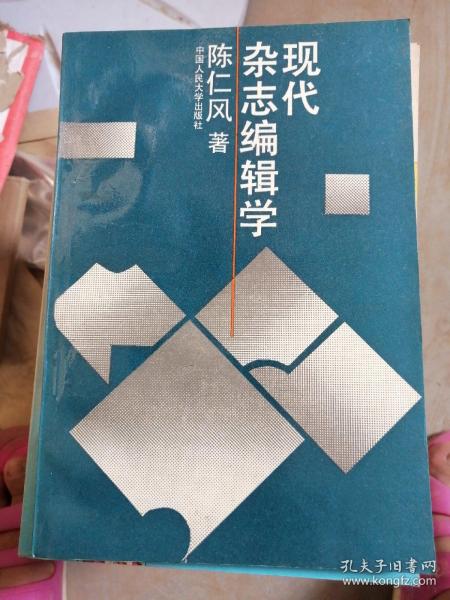 现代
杂志编辑学
陈仁风 著
中国人民大学出版社
孔夫子旧书网
www.kongfz.com